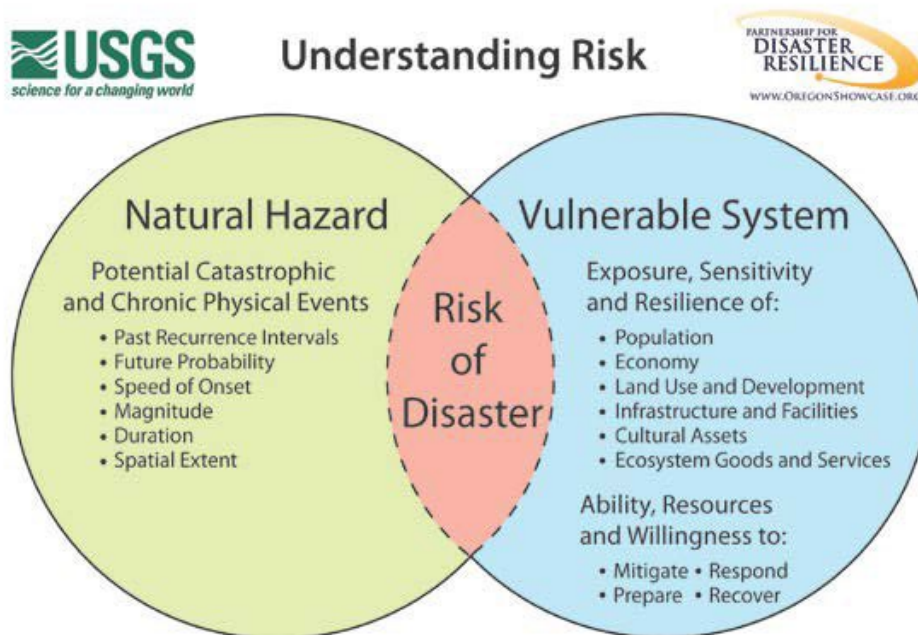 USGS
science for a changing world
Understanding Risk
PARTNERSHIP FOR
DISASTER
RESILIENCE
WWW.OREGONSHOWCASE.ORG
Natural Hazard
Potential Catastrophic
and Chronic Physical Events
• Past Recurrence Intervals
• Future Probability
• Speed of Onset
• Magnitude
• Duration
• Spatial Extent
Risk
of
Disaster
Vulnerable System
Exposure, Sensitivity
and Resilience of:
• Population
• Economy
• Land Use and Development
• Infrastructure and Facilities
• Cultural Assets
• Ecosystem Goods and Services
Ability, Resources
and Willingness to:
• Mitigate • Respond
• Prepare • Recover